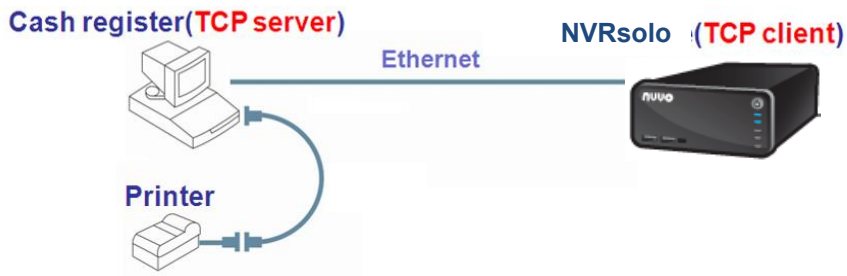 Cash register(TCP server)
NVRsolo (TCP client)
Ethernet
nuuo
Printer